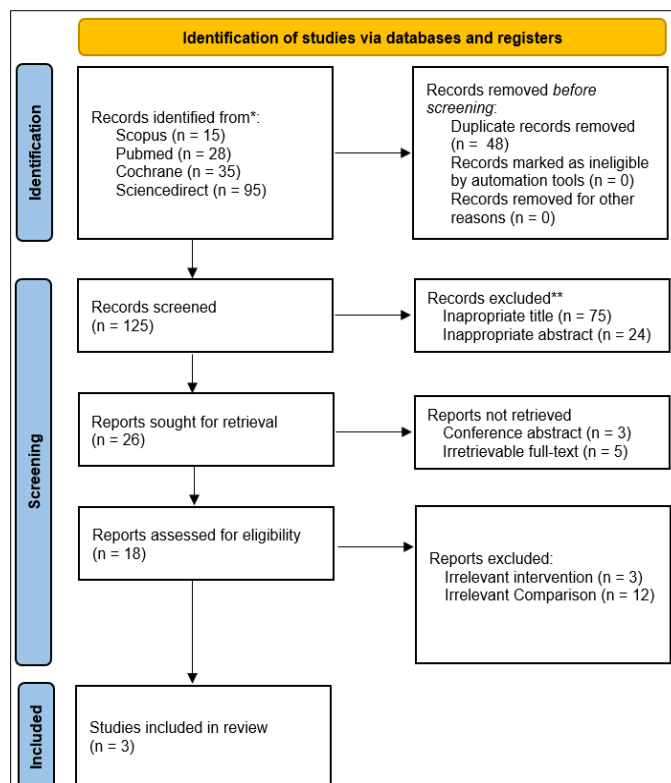 Identification of studies via databases and registers
Identification
Records identified from*:
Scopus (n = 15)
Pubmed (n = 28)
Cochrane (n = 35)
Sciencedirect (n = 95)
Records removed before
screening:
Duplicate records removed
(n = 48)
Records marked as ineligible
by automation tools (n = 0)
Records removed for other
reasons (n = 0)
Screening
Records screened
(n = 125)
Records excluded**
Inapropriate title (n = 75)
Inappropriate abstract (n = 24)
Reports sought for retrieval
(n = 26)
Reports not retrieved
Conference abstract (n = 3)
Irretrievable full-text (n = 5)
Reports assessed for eligibility
(n = 18)
Reports excluded:
Irrelevant intervention (n = 3)
Irrelevant Comparison (n = 12)
Included
Studies included in review
(n = 3)